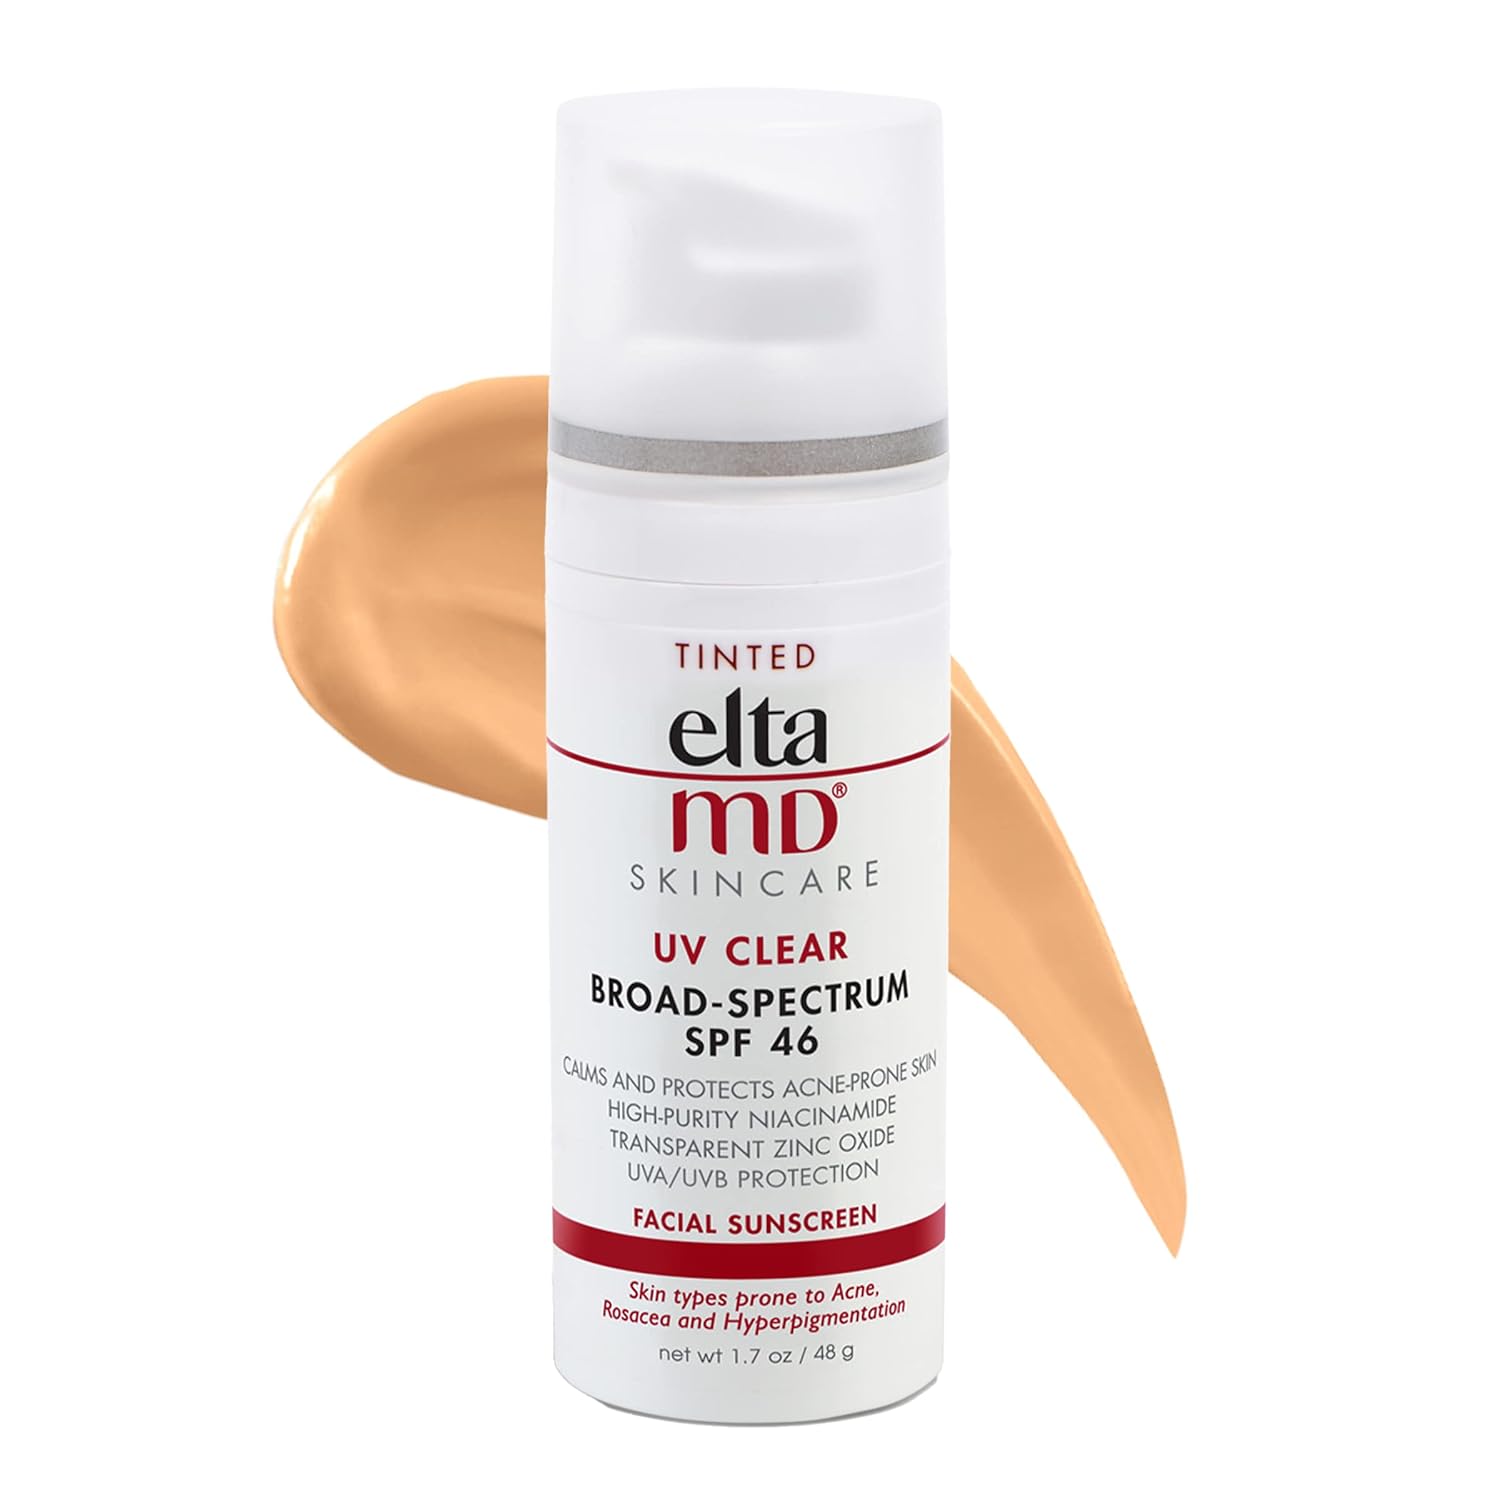 TINTED
elta
MD®
SKINCARE
UV CLEAR
BROAD-SPECTRUM
SPF 46
CALMS AND PROTECTS ACNE-PRONE SKIN
HIGH-PURITY NIACINAMIDE
TRANSPARENT ZINC OXIDE
UVA/UVB PROTECTION
FACIAL SUNSCREEN
Skin types prone to Acne,
Rosacea and Hyperpigmentation
net wt 1.7 oz / 48 g